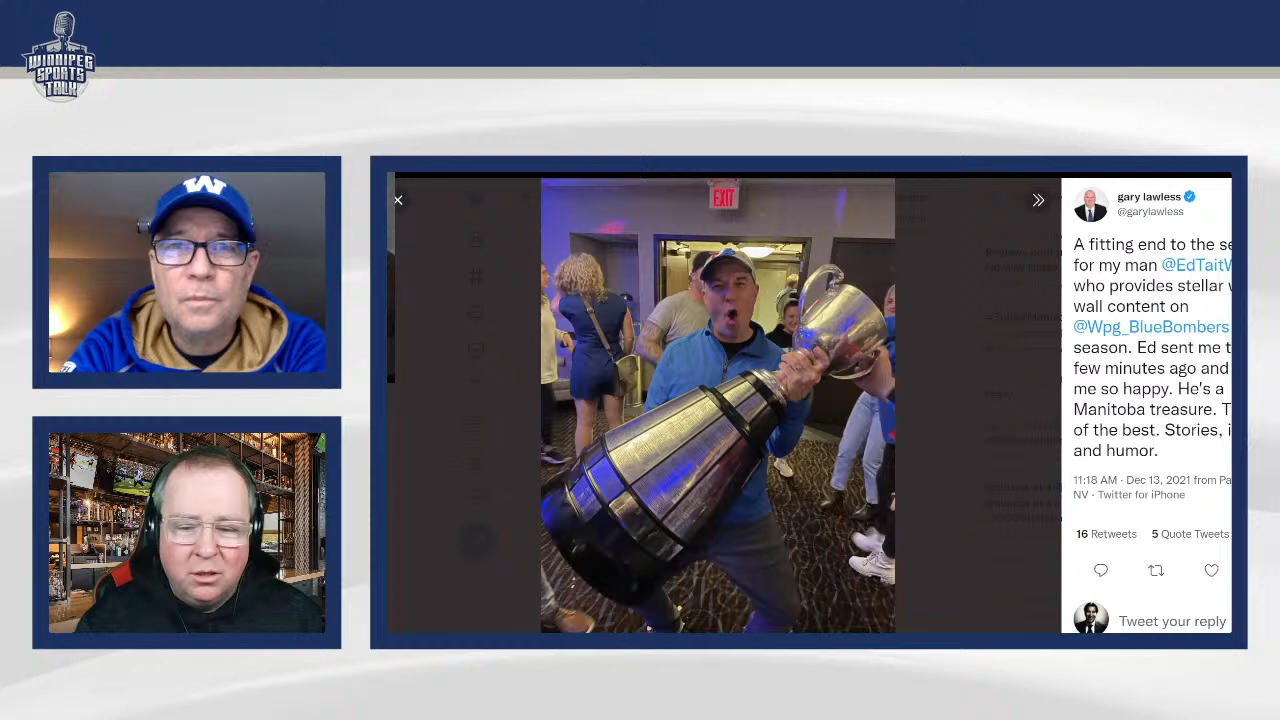 WINNIPEG
SPORTS
TALK
W
EXIT
gary lawless
@garylawless
A fitting end to the se
for my man @EdTaitW
who provides stellar w
wall content on
@Wpg_BlueBombers
season. Ed sent me t
few minutes ago and
me so happy. He's a
Manitoba treasure. T
of the best. Stories, i
and humor.
11:18 AM · Dec 13, 2021 from Pa
NV · Twitter for iPhone
16 Retweets 5 Quote Tweets
Tweet your reply